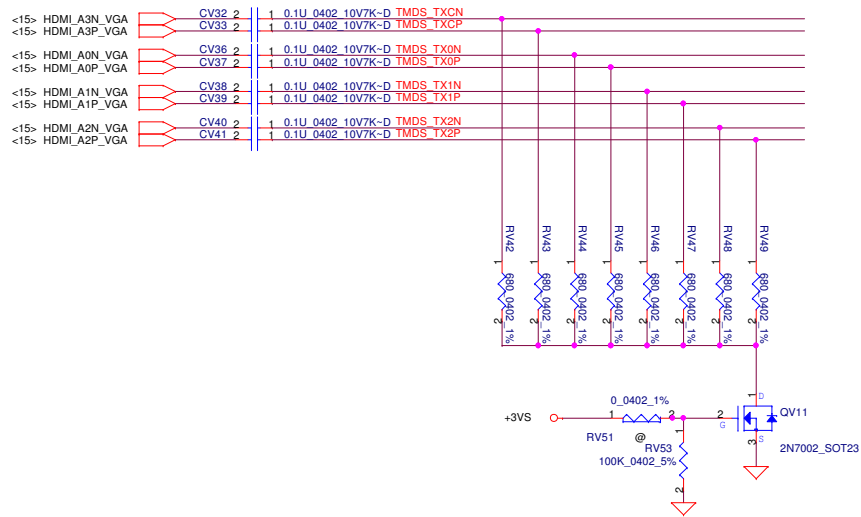 <15> HDMI_A3N_VGA CV32 2 1 0.1U_0402_10V7K~D TMDS_TXCN
<15> HDMI_A3P_VGA CV33 2 1 0.1U_0402_10V7K~D TMDS_TXCP
<15> HDMI_A0N_VGA CV36 2 1 0.1U_0402_10V7K~D TMDS_TX0N
<15> HDMI_A0P_VGA CV37 2 1 0.1U_0402_10V7K~D TMDS_TX0P
<15> HDMI_A1N_VGA CV38 2 1 0.1U_0402_10V7K~D TMDS_TX1N
<15> HDMI_A1P_VGA CV39 2 1 0.1U_0402_10V7K~D TMDS_TX1P
<15> HDMI_A2N_VGA CV40 2 1 0.1U_0402_10V7K~D TMDS_TX2N
<15> HDMI_A2P_VGA CV41 2 1 0.1U_0402_10V7K~D TMDS_TX2P
RV42 RV43 RV44 RV45 RV46 RV47 RV48 RV49
1 1 1 1 1 1 1 1
680_0402_1% 680_0402_1% 680_0402_1% 680_0402_1% 680_0402_1% 680_0402_1% 680_0402_1% 680_0402_1%
2 2 2 2 2 2 2 2
1 D
0_0402_1%
+3VS 1 2 2 G QV11
RV51 @ 1 3 S
RV53 2N7002_SOT23
100K_0402_5%
2